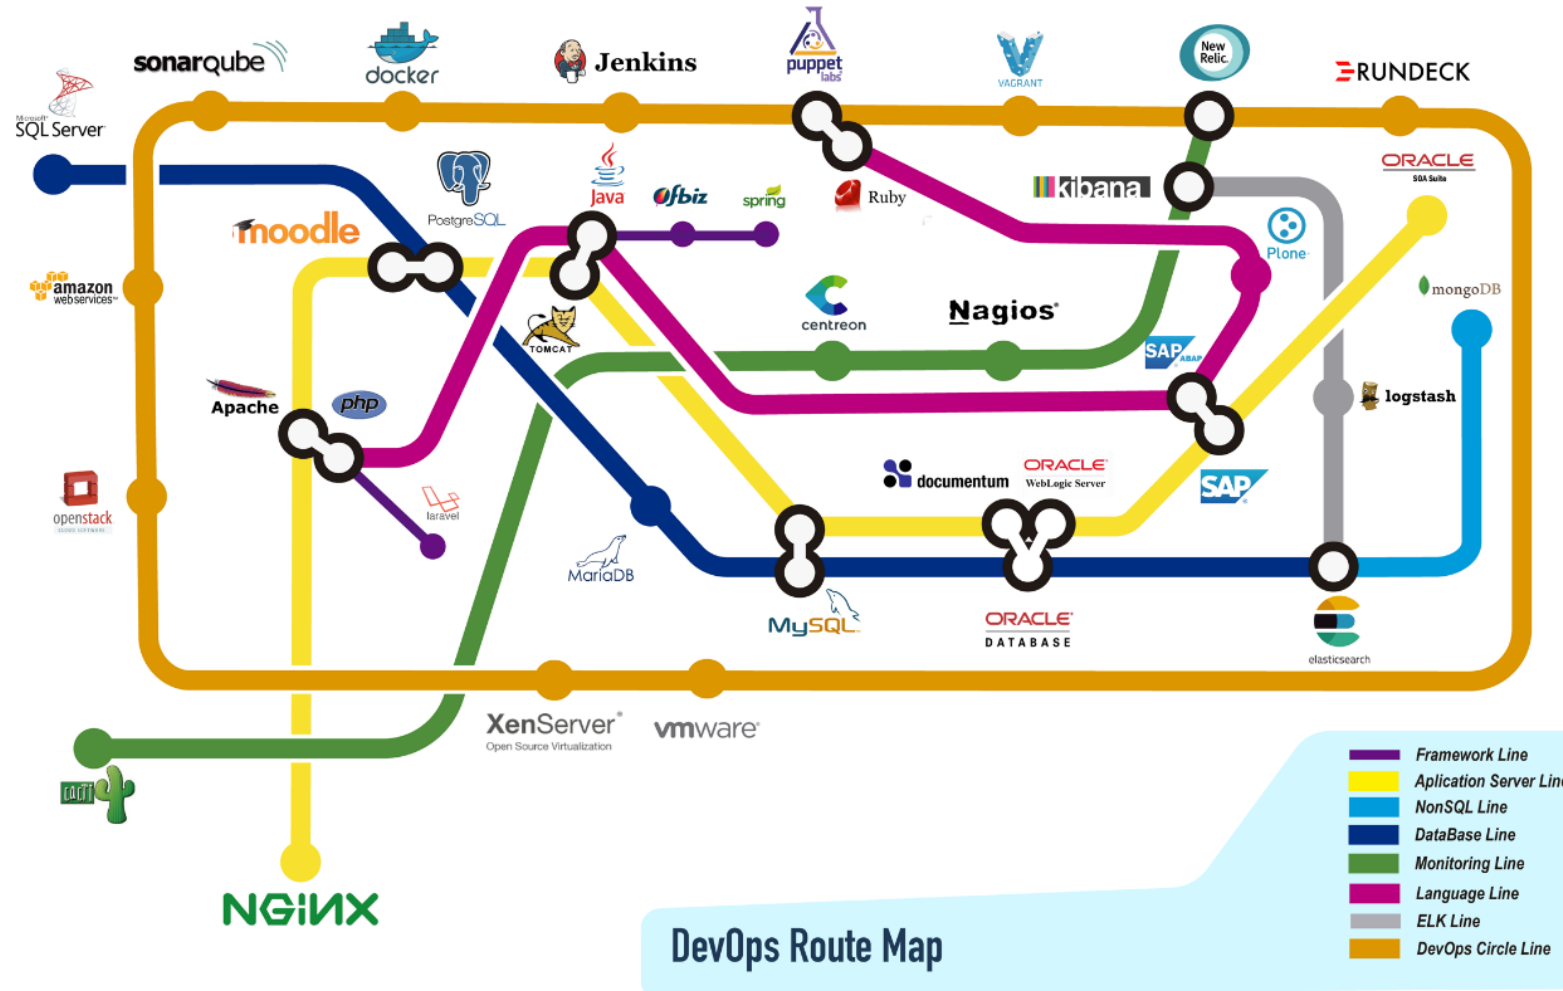 sonarqube
docker
Jenkins
puppet
labs
VAGRANT
New
Relic.
RUNDECK
Microsoft
SQL Server
PostgreSQL
Java
Ofbiz
spring
Ruby
kibana
ORACLE
SOA Suite
moodle
Plone
amazon
webservices
TOMCAT
centreon
Nagios
mongoDB
SAP ABAP
Apache
php
logstash
openstack
laravel
documentum
ORACLE
WebLogic Server
SAP
MariaDB
MySQL
ORACLE
DATABASE
elasticsearch
XenServer
Open Source Virtualization
vmware
cacti
NGiNX
Framework Line
Aplication Server Line
NonSQL Line
DataBase Line
Monitoring Line
Language Line
ELK Line
DevOps Circle Line
DevOps Route Map